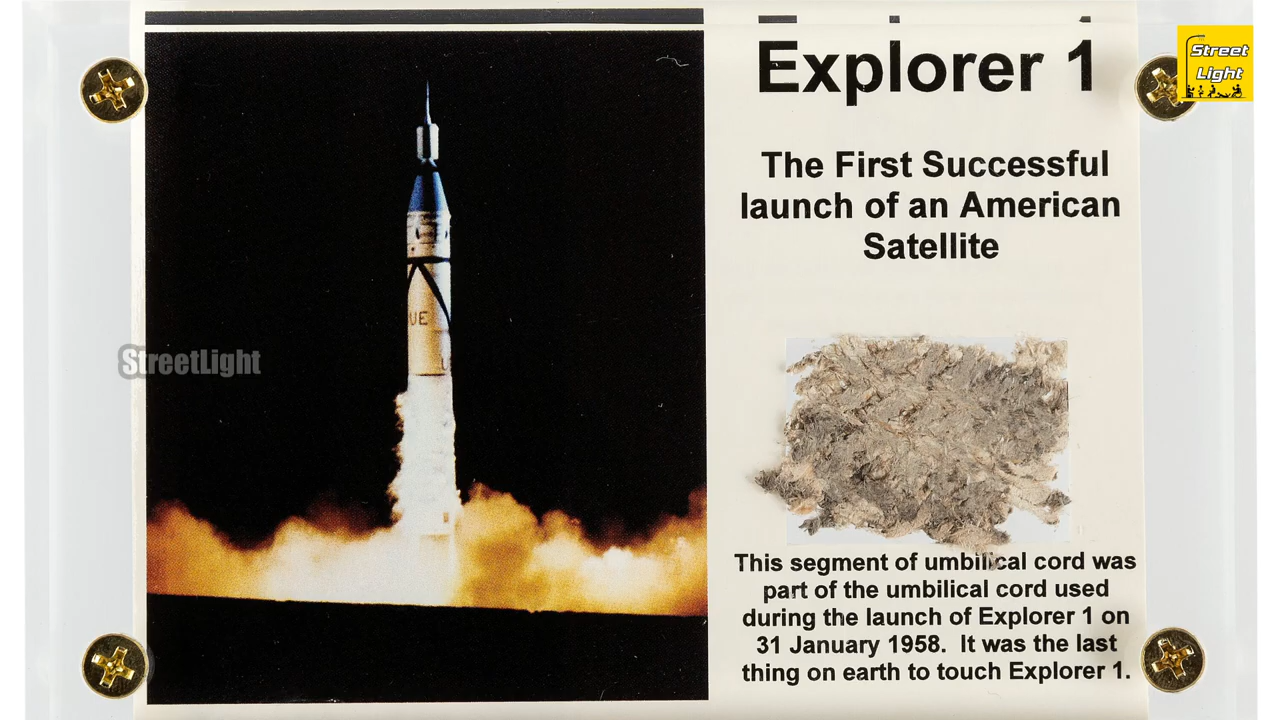 Explorer 1
Street
Light
The First Successful
launch of an American
Satellite
UE
StreetLight
This segment of umbilical cord was
part of the umbilical cord used
during the launch of Explorer 1 on
31 January 1958. It was the last
thing on earth to touch Explorer 1.